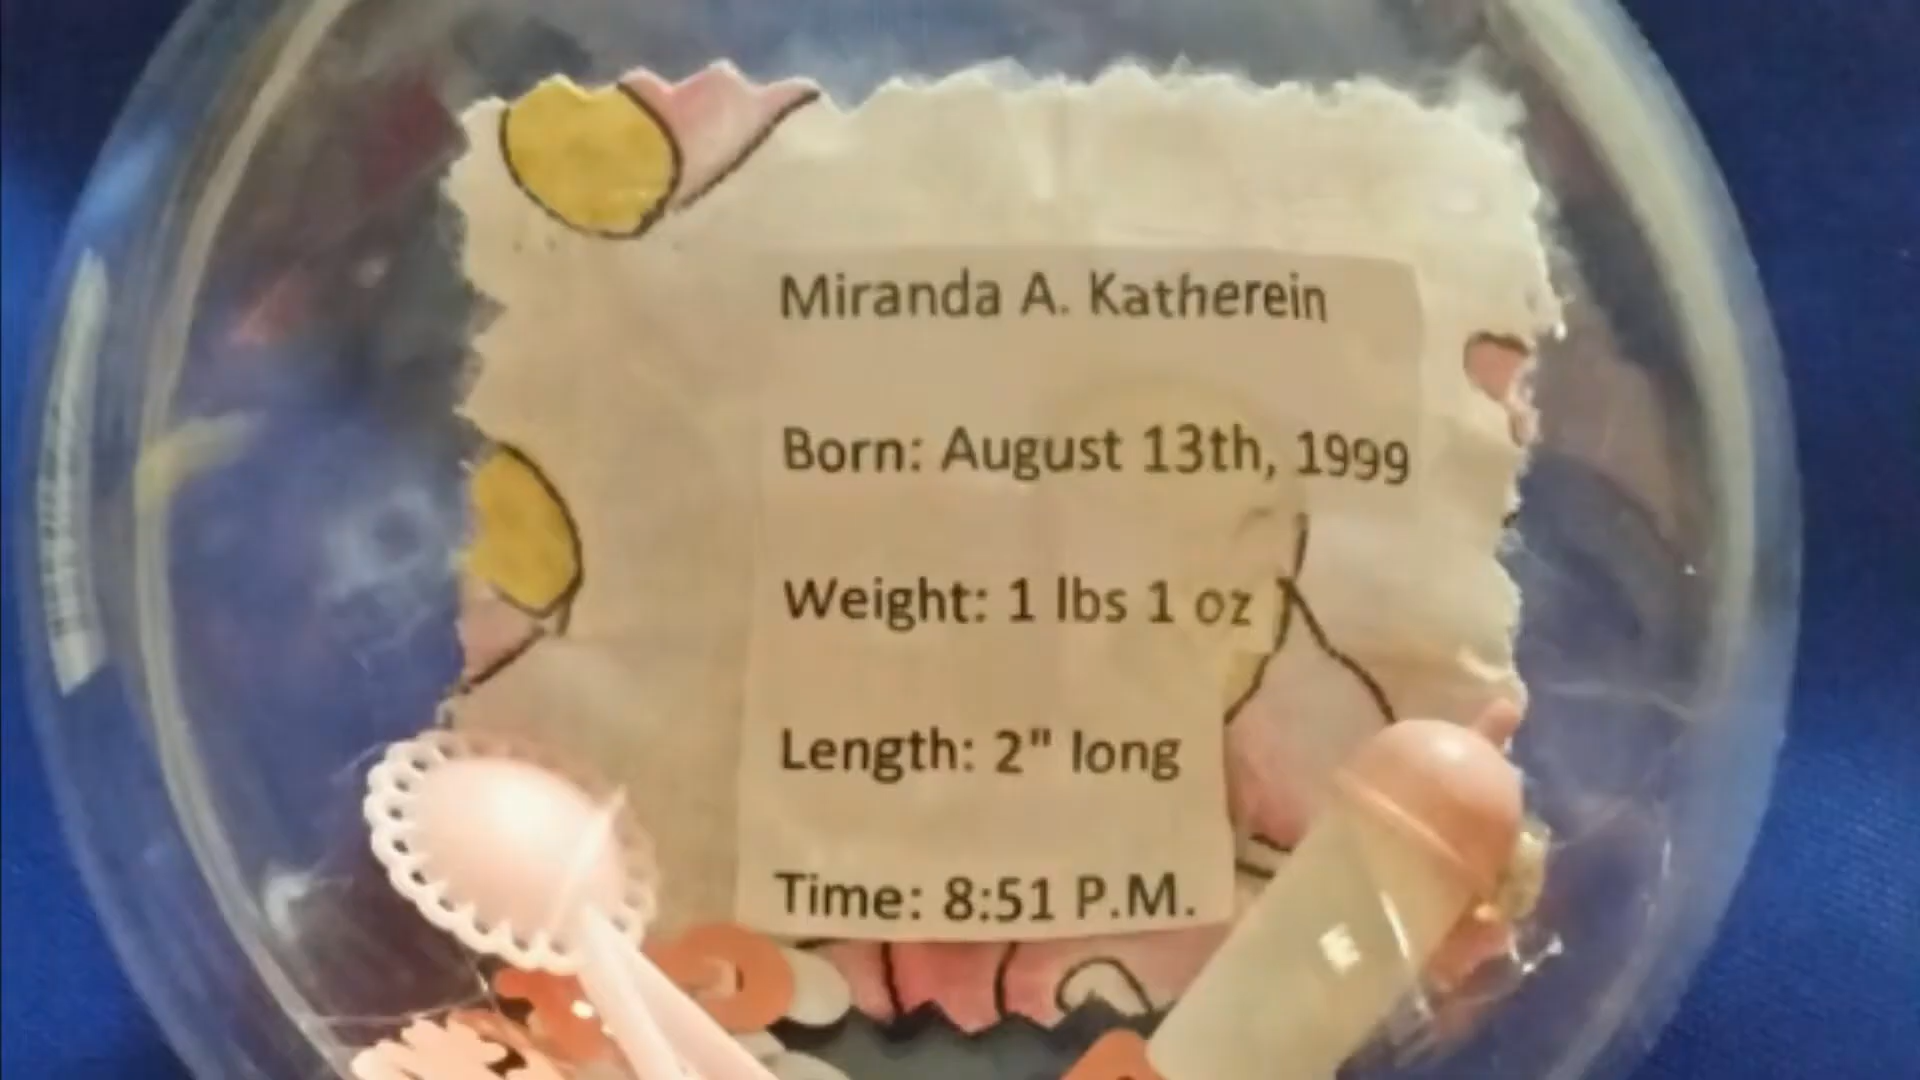 Miranda A. Katherein
Born: August 13th, 1999
Weight: 1 lbs 1 oz
Length: 2" long
Time: 8:51 P.M.